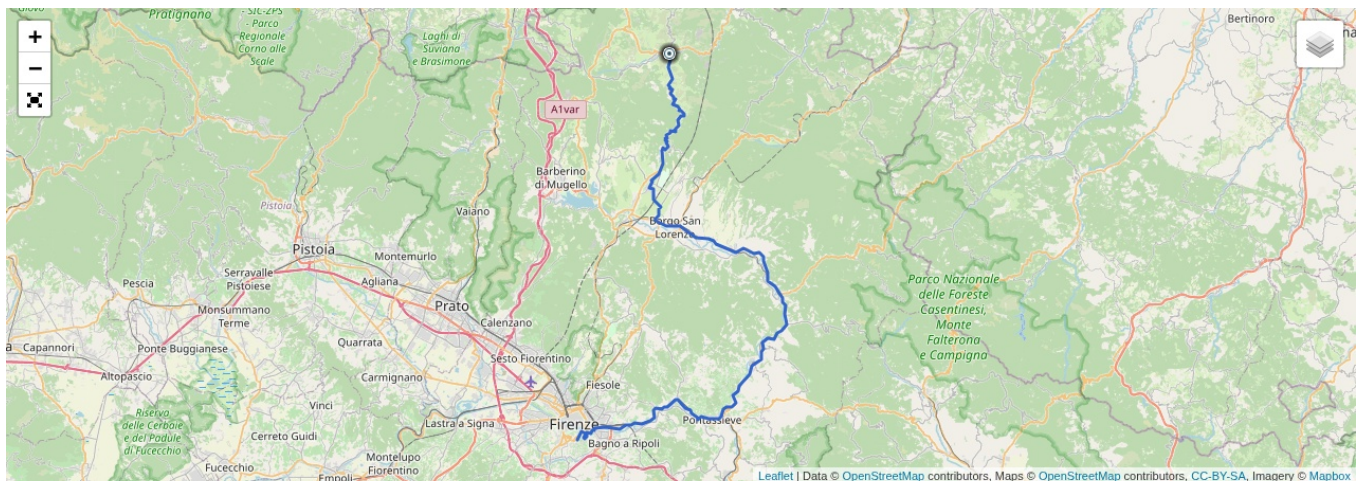 Pratignano
- SIC-ZPS
- Parco
Regionale
Corno alle
Scale
Laghi di
Suviana
e Brasimone
Bertinoro
+
−
A1var
Barberino
di Mugello
Pistoia
Vaiano
Borgo San
Lorenzo
Pistoia
Montemurlo
Serravalle
Pistoiese
Agliana
Pescia
Monsummano
Terme
Prato
Calenzano
Parco Nazionale
delle Foreste
Casentinesi,
Monte
Falterona
e Campigna
Capannori
Ponte Buggianese
Quarrata
Sesto Fiorentino
Altopascio
Carmignano
Fiesole
Riserva
delle Cerbaie
e del Padule
di Fucecchio
Vinci
Lastra a Signa
Firenze
Pontassieve
Cerreto Guidi
Bagno a Ripoli
Montelupo
Fiorentino
Fucecchio
Empoli
Leaflet | Data © OpenStreetMap contributors, Maps © OpenStreetMap contributors, CC-BY-SA, Imagery © Mapbox